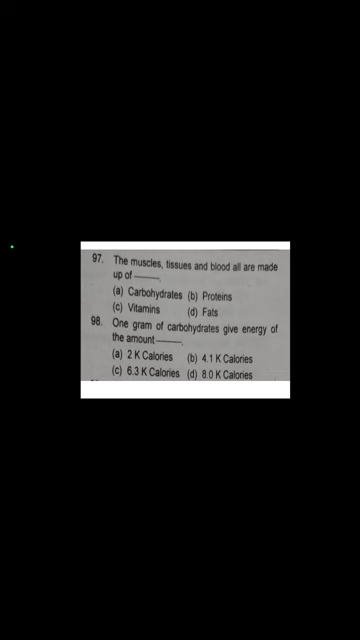 97. The muscles, tissues and blood all are made
up of ———.
(a) Carbohydrates (b) Proteins
(c) Vitamins (d) Fats
98. One gram of carbohydrates give energy of
the amount ———.
(a) 2 K Calories (b) 4.1 K Calories
(c) 6.3 K Calories (d) 8.0 K Calories